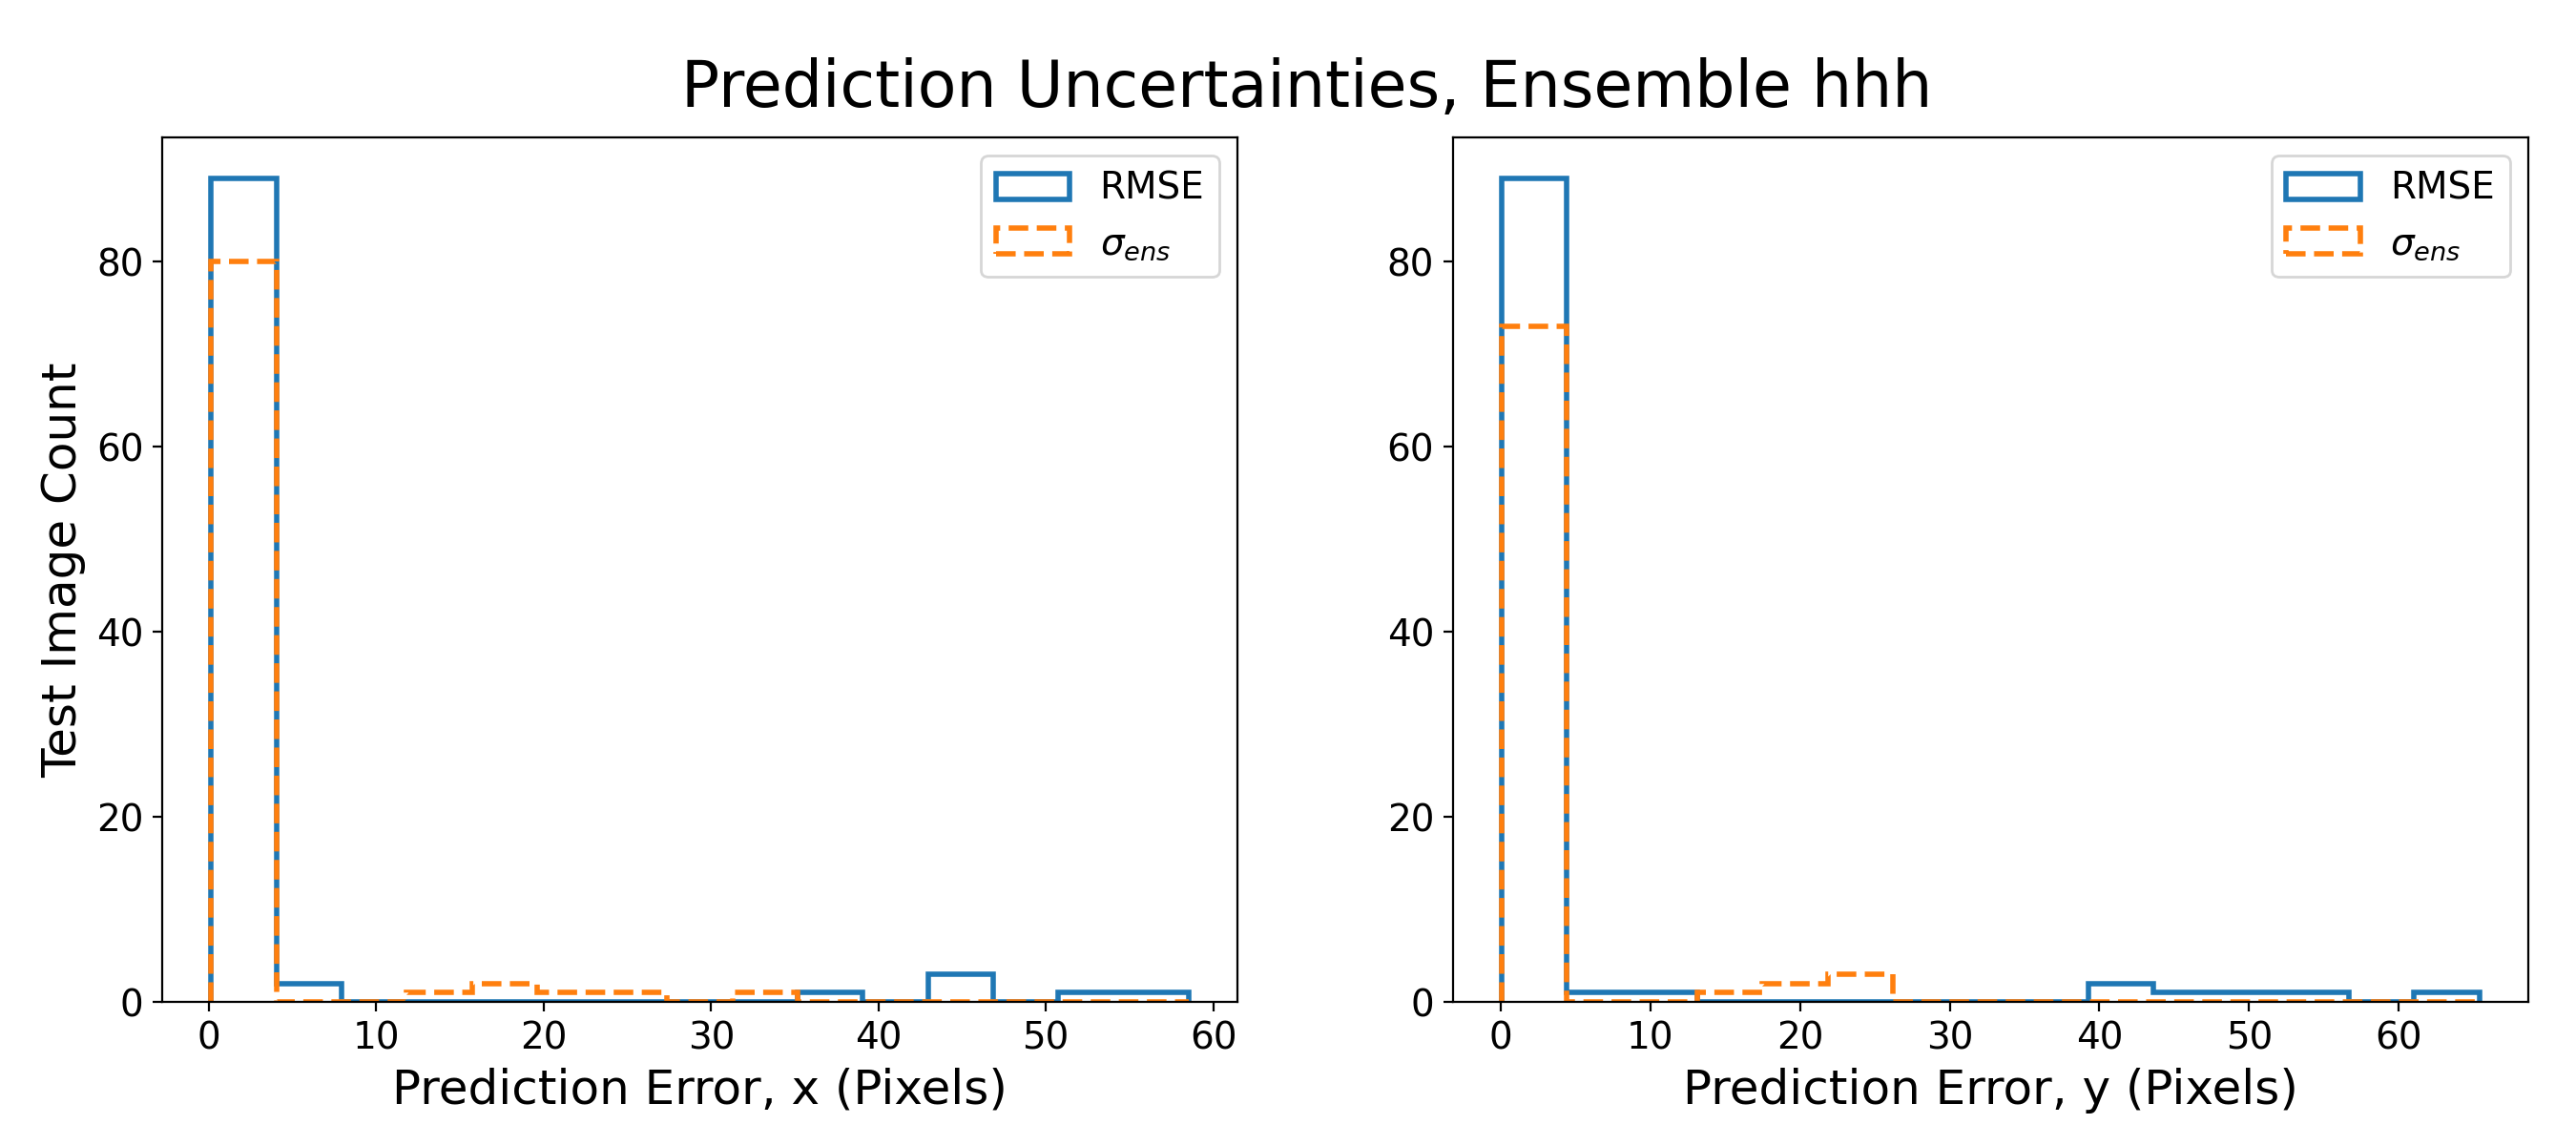 Prediction Uncertainties, Ensemble hhh
Test Image Count
80
60
40
20
0
0 10 20 30 40 50 60
Prediction Error, x (Pixels)
RMSE
σens
80
60
40
20
0
0 10 20 30 40 50 60
Prediction Error, y (Pixels)
RMSE
σens